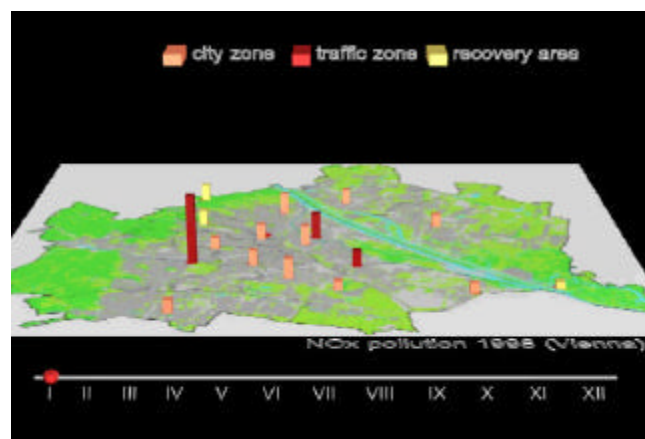 city zone traffic zone recovery area
NOx pollution 1998 (Vienna)
I II III IV V VI VII VIII IX X XI XII